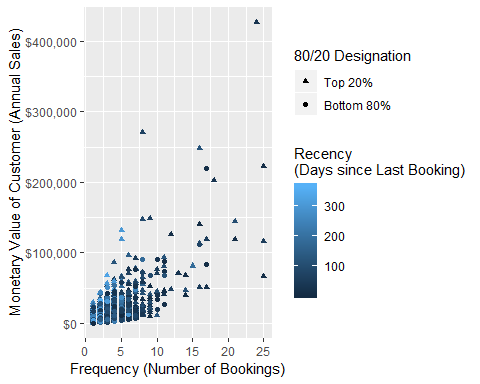 Monetary Value of Customer (Annual Sales)
$400,000
$300,000
$200,000
$100,000
$0
0
5
10
15
20
25
Frequency (Number of Bookings)
80/20 Designation
Top 20%
Bottom 80%
Recency
(Days since Last Booking)
300
200
100